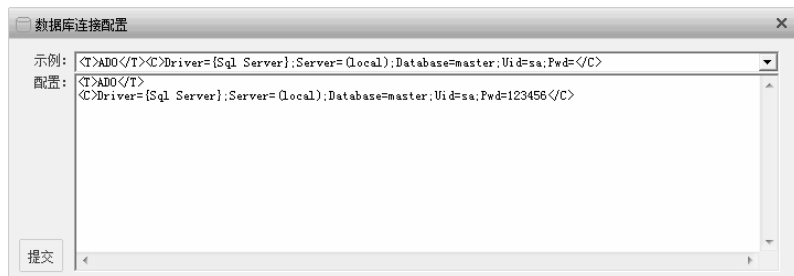 数据库连接配置
示例: <T>ADO</T><C>Driver={Sql Server};Server=(local);Database=master;Uid=sa;Pwd=</C>
配置: <T>ADO</T>
<C>Driver={Sql Server};Server=(local);Database=master;Uid=sa;Pwd=123456</C>
提交